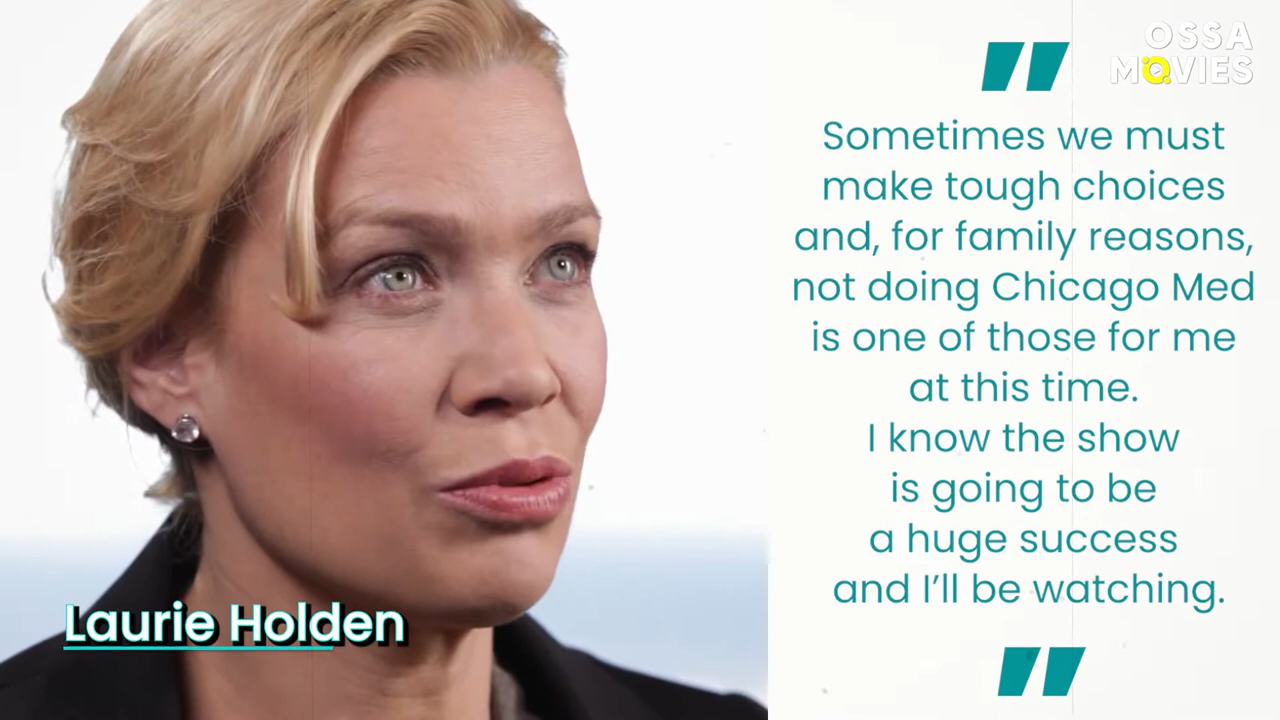 OSSA
MOVIES
"
Sometimes we must
make tough choices
and, for family reasons,
not doing Chicago Med
is one of those for me
at this time.
I know the show
is going to be
a huge success
and I’ll be watching.
"
Laurie Holden